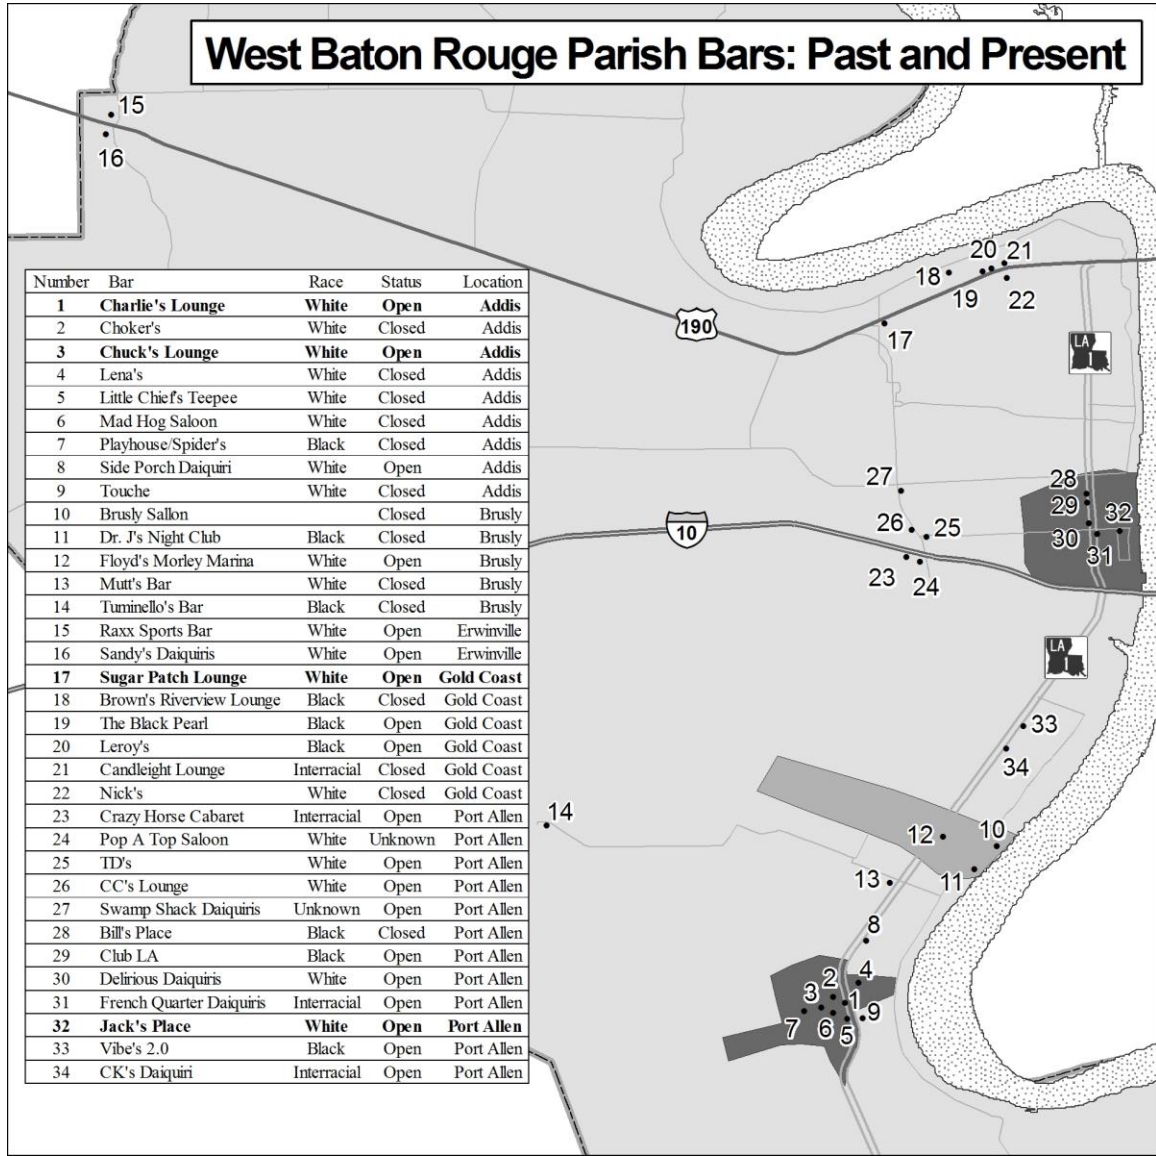 West Baton Rouge Parish Bars: Past and Present
15
16
20 21
18
19 22
190
17
LA
1
Number Bar Race Status Location
1 Charlie's Lounge White Open Addis
2 Choker's White Closed Addis
3 Chuck's Lounge White Open Addis
4 Lena's White Closed Addis
5 Little Chief's Teepee White Closed Addis
6 Mad Hog Saloon White Closed Addis
7 Playhouse/Spider's Black Closed Addis
8 Side Porch Daiquiri White Open Addis
9 Touche White Closed Addis
10 Brusly Sallon Closed Brusly
11 Dr. J's Night Club Black Closed Brusly
12 Floyd's Morley Marina White Open Brusly
13 Mutt's Bar White Closed Brusly
14 Tuminello's Bar Black Closed Brusly
15 Raxx Sports Bar White Open Erwinville
16 Sandy's Daiquiris White Open Erwinville
17 Sugar Patch Lounge White Open Gold Coast
18 Brown's Riverview Lounge Black Closed Gold Coast
19 The Black Pearl Black Open Gold Coast
20 Leroy's Black Open Gold Coast
21 Candleight Lounge Interracial Closed Gold Coast
22 Nick's White Closed Gold Coast
23 Crazy Horse Cabaret Interracial Open Port Allen
24 Pop A Top Saloon White Unknown Port Allen
25 TD's White Open Port Allen
26 CC's Lounge White Open Port Allen
27 Swamp Shack Daiquiris Unknown Open Port Allen
28 Bill's Place Black Closed Port Allen
29 Club LA Black Open Port Allen
30 Delirious Daiquiris White Open Port Allen
31 French Quarter Daiquiris Interracial Open Port Allen
32 Jack's Place White Open Port Allen
33 Vibe's 2.0 Black Open Port Allen
34 CK's Daiquiri Interracial Open Port Allen
27 28
29 32
26 25
10 30
31
23 24
LA
1
33
34
14
12 10
11
13
8
4
2
3 1
7 6 5 9